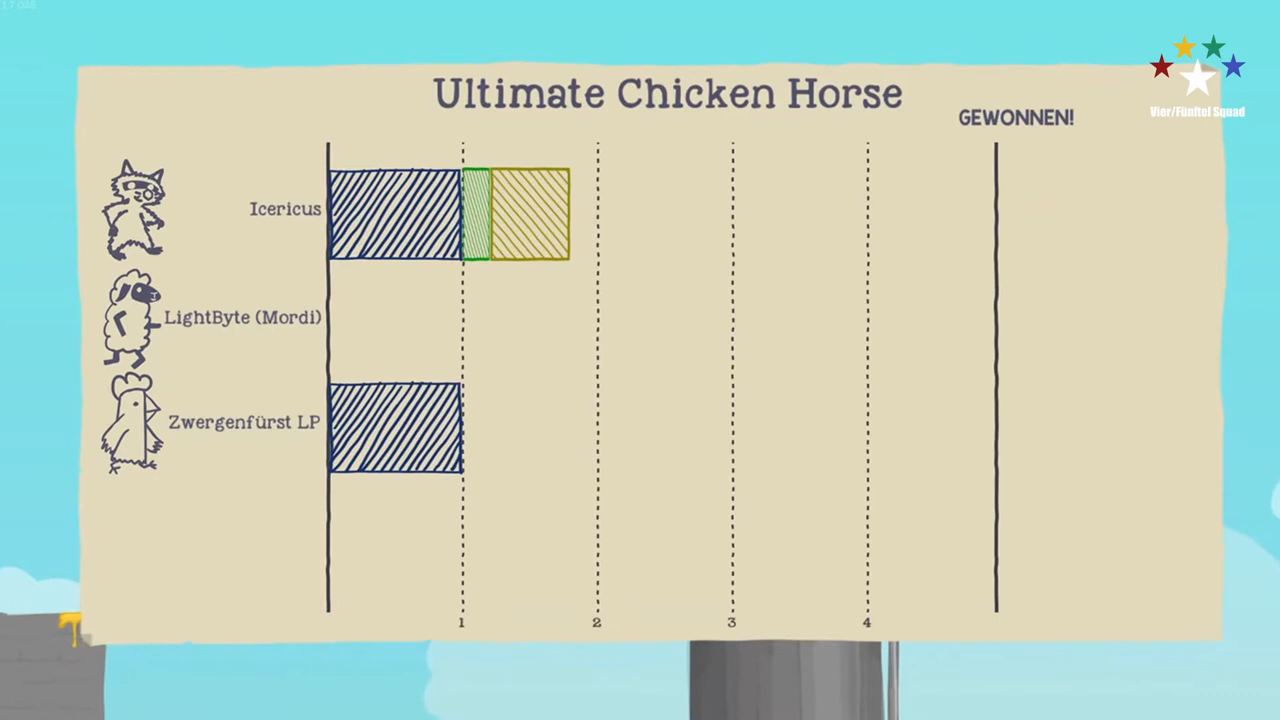 Ultimate Chicken Horse
GEWONNEN!
Vier/Fünftel Squad
Icericus
LightByte (Mordi)
Zwergenfürst LP
1 2 3 4